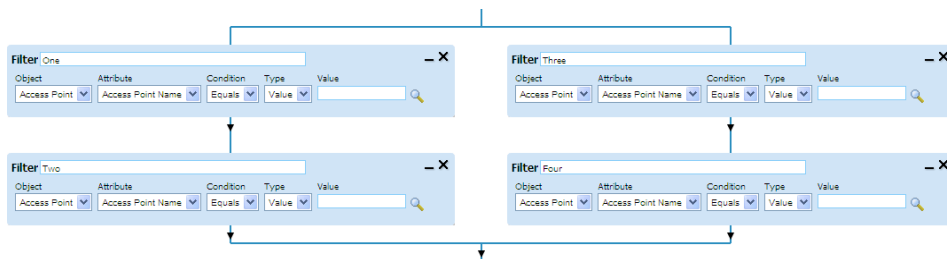 Filter One
Object Attribute Condition Type Value
Access Point Access Point Name Equals Value
Filter Three
Object Attribute Condition Type Value
Access Point Access Point Name Equals Value
Filter Two
Object Attribute Condition Type Value
Access Point Access Point Name Equals Value
Filter Four
Object Attribute Condition Type Value
Access Point Access Point Name Equals Value